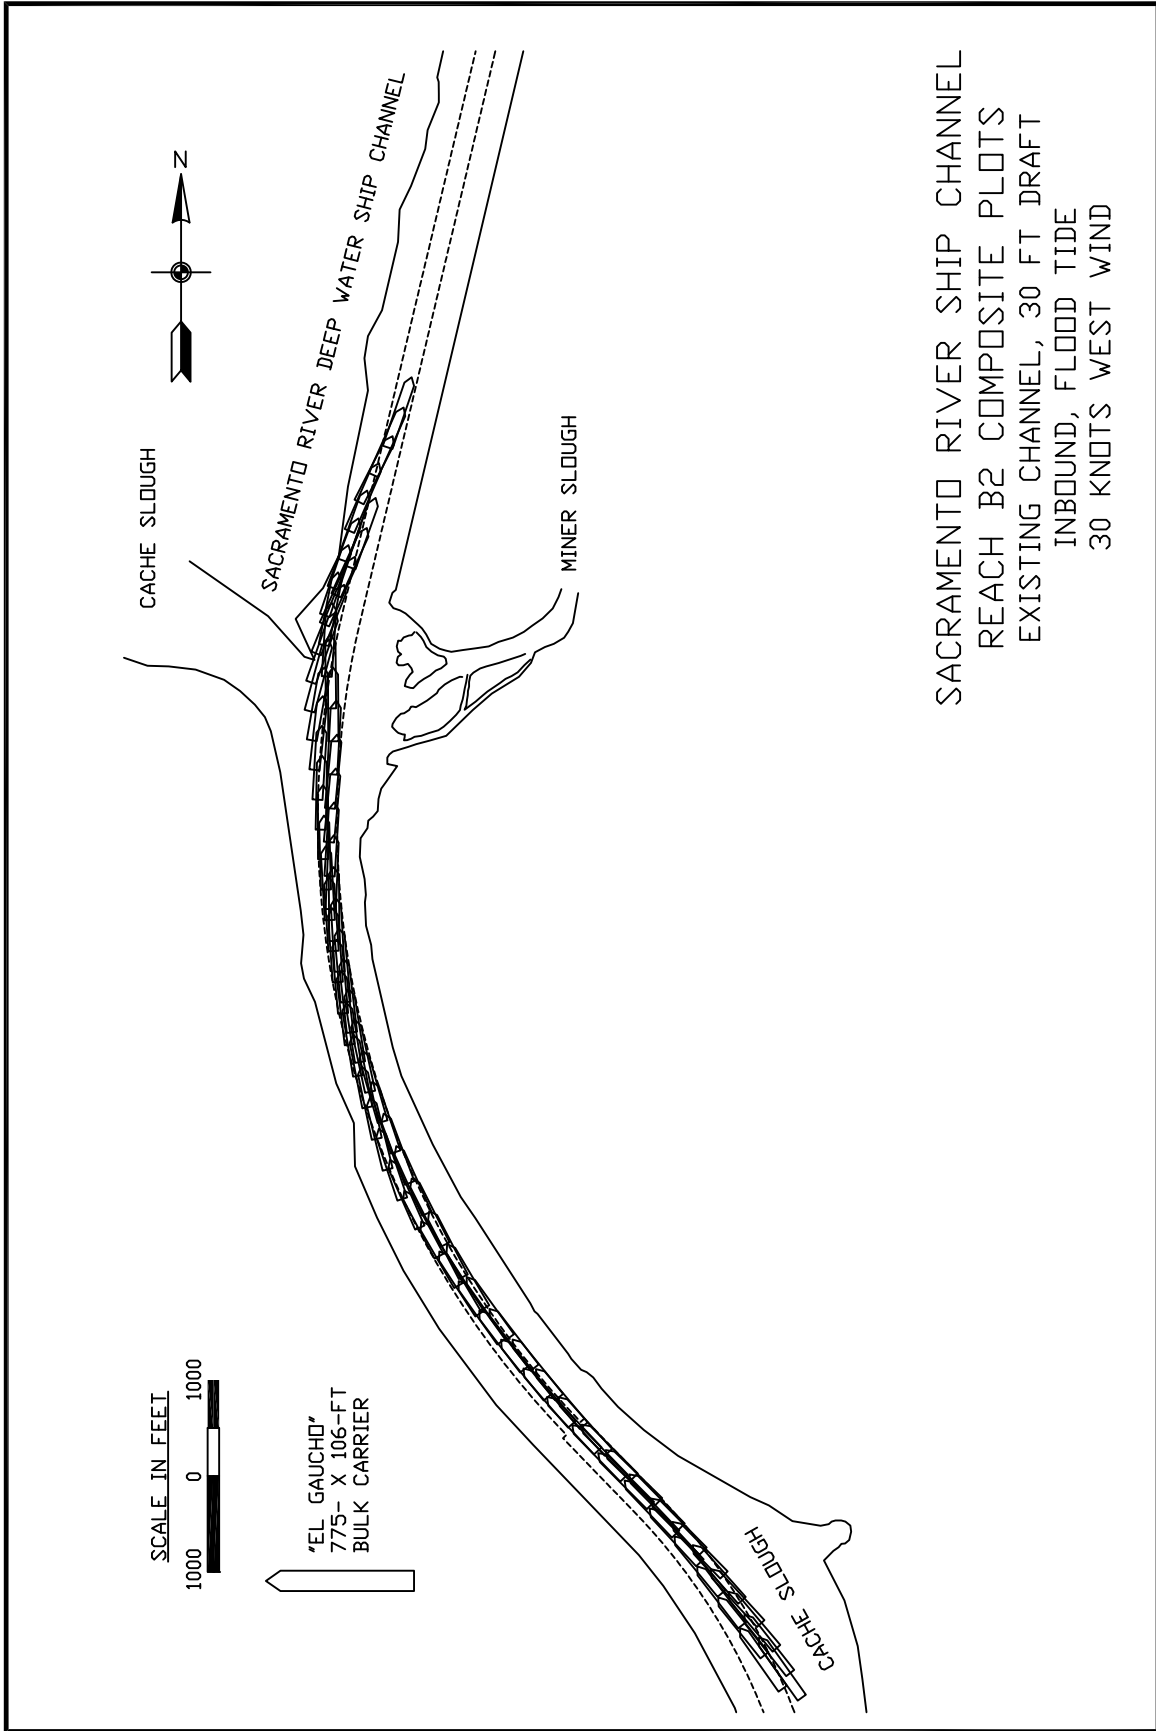 SCALE IN FEET
1000 0 1000
"EL GAUCHO"
775- X 106-FT
BULK CARRIER
CACHE SLOUGH
SACRAMENTO RIVER DEEP WATER SHIP CHANNEL
N
MINER SLOUGH
CACHE SLOUGH
SACRAMENTO RIVER SHIP CHANNEL
REACH B2 COMPOSITE PLOTS
EXISTING CHANNEL, 30 FT DRAFT
INBOUND, FLOOD TIDE
30 KNOTS WEST WIND